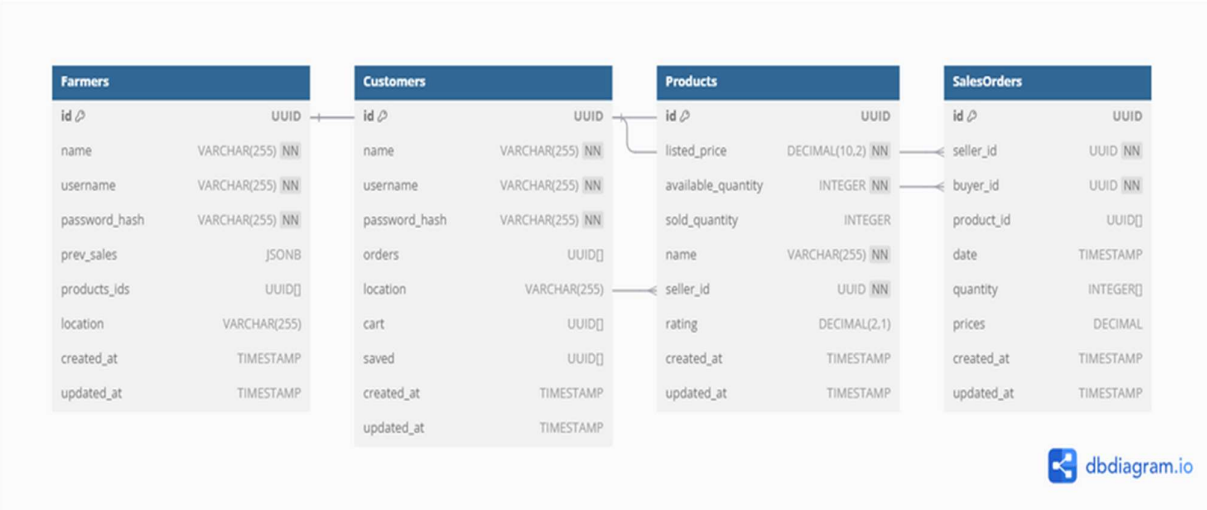 Farmers
id UUID
name VARCHAR(255) NN
username VARCHAR(255) NN
password_hash VARCHAR(255) NN
prev_sales JSONB
products_ids UUID[]
location VARCHAR(255)
created_at TIMESTAMP
updated_at TIMESTAMP
Customers
id UUID
name VARCHAR(255) NN
username VARCHAR(255) NN
password_hash VARCHAR(255) NN
orders UUID[]
location VARCHAR(255)
cart UUID[]
saved UUID[]
created_at TIMESTAMP
updated_at TIMESTAMP
Products
id UUID
listed_price DECIMAL(10,2) NN
available_quantity INTEGER NN
sold_quantity INTEGER
name VARCHAR(255) NN
seller_id UUID NN
rating DECIMAL(2,1)
created_at TIMESTAMP
updated_at TIMESTAMP
SalesOrders
id UUID
seller_id UUID NN
buyer_id UUID NN
product_id UUID[]
date TIMESTAMP
quantity INTEGER[]
prices DECIMAL
created_at TIMESTAMP
updated_at TIMESTAMP
dbdiagram.io